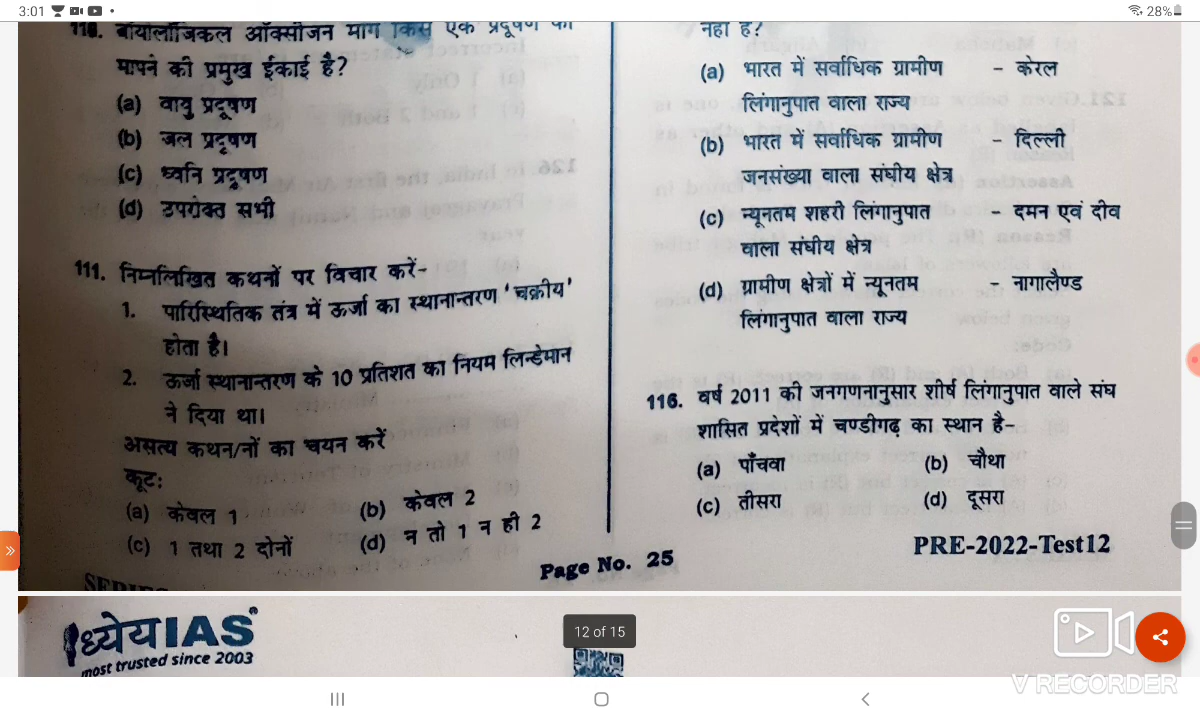 3:01
28%
110. बायोलॉजिकल ऑक्सीजन मांग किस एक प्रदूषण को
मापने की प्रमुख ईकाई है?
(a) वायु प्रदूषण
(b) जल प्रदूषण
(c) ध्वनि प्रदूषण
(d) उपरोक्त सभी
111. निम्नलिखित कथनों पर विचार करें-
1. पारिस्थितिक तंत्र में ऊर्जा का स्थानान्तरण 'चक्रीय'
होता है।
2. ऊर्जा स्थानान्तरण के 10 प्रतिशत का नियम लिन्डेमान
ने दिया था।
असत्य कथन/नों का चयन करें
कूटः
(a) केवल 1 (b) केवल 2
(c) 1 तथा 2 दोनों (d) न तो 1 न ही 2
नहीं है?
(a) भारत में सर्वाधिक ग्रामीण - केरल
लिंगानुपात वाला राज्य
(b) भारत में सर्वाधिक ग्रामीण - दिल्ली
जनसंख्या वाला संघीय क्षेत्र
(c) न्यूनतम शहरी लिंगानुपात - दमन एवं दीव
वाला संघीय क्षेत्र
(d) ग्रामीण क्षेत्रों में न्यूनतम - नागालैण्ड
लिंगानुपात वाला राज्य
116. वर्ष 2011 की जनगणनानुसार शीर्ष लिंगानुपात वाले संघ
शासित प्रदेशों में चण्डीगढ़ का स्थान है-
(a) पाँचवा (b) चौथा
(c) तीसरा (d) दूसरा
Page No. 25
PRE-2022-Test12
ध्येयIAS
most trusted since 2003
12 of 15
V RECORDER